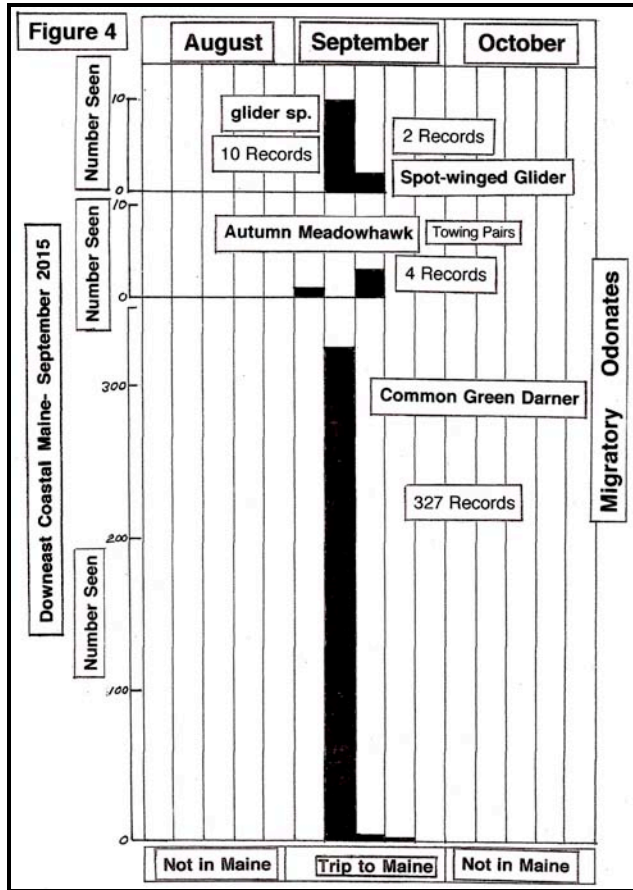 Figure 4
August
September
October
Number Seen
10
0
glider sp.
10 Records
2 Records
Spot-winged Glider
Number Seen
10
0
Autumn Meadowhawk
Towing Pairs
4 Records
Downeast Coastal Maine- September 2015
Migratory Odonates
Number Seen
300
200
100
0
Common Green Darner
327 Records
Not in Maine
Trip to Maine
Not in Maine